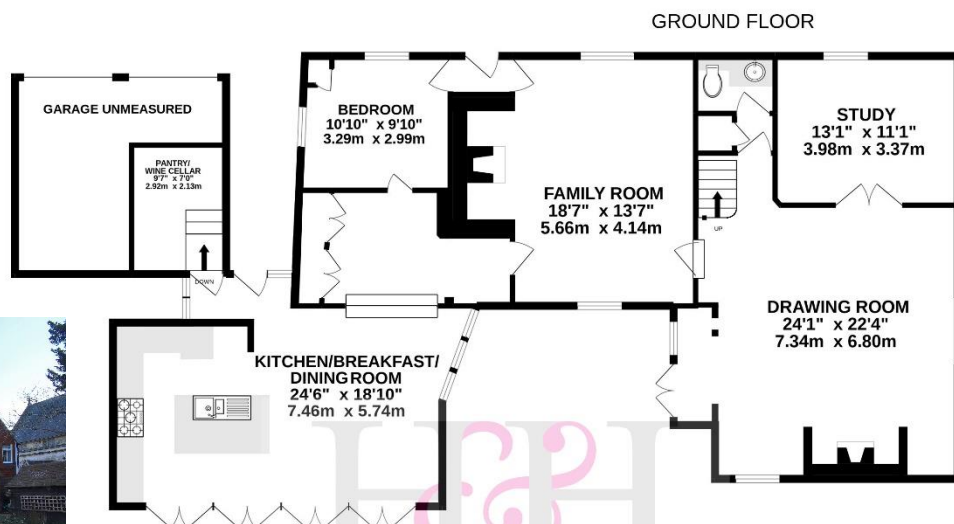 GROUND FLOOR
GARAGE UNMEASURED
PANTRY/
WINE CELLAR
9'7" x 7'0"
2.92m x 2.13m
DOWN
BEDROOM
10'10" x 9'10"
3.29m x 2.99m
FAMILY ROOM
18'7" x 13'7"
5.66m x 4.14m
STUDY
13'1" x 11'1"
3.98m x 3.37m
UP
DRAWING ROOM
24'1" x 22'4"
7.34m x 6.80m
KITCHEN/BREAKFAST/
DINING ROOM
24'6" x 18'10"
7.46m x 5.74m
H&H